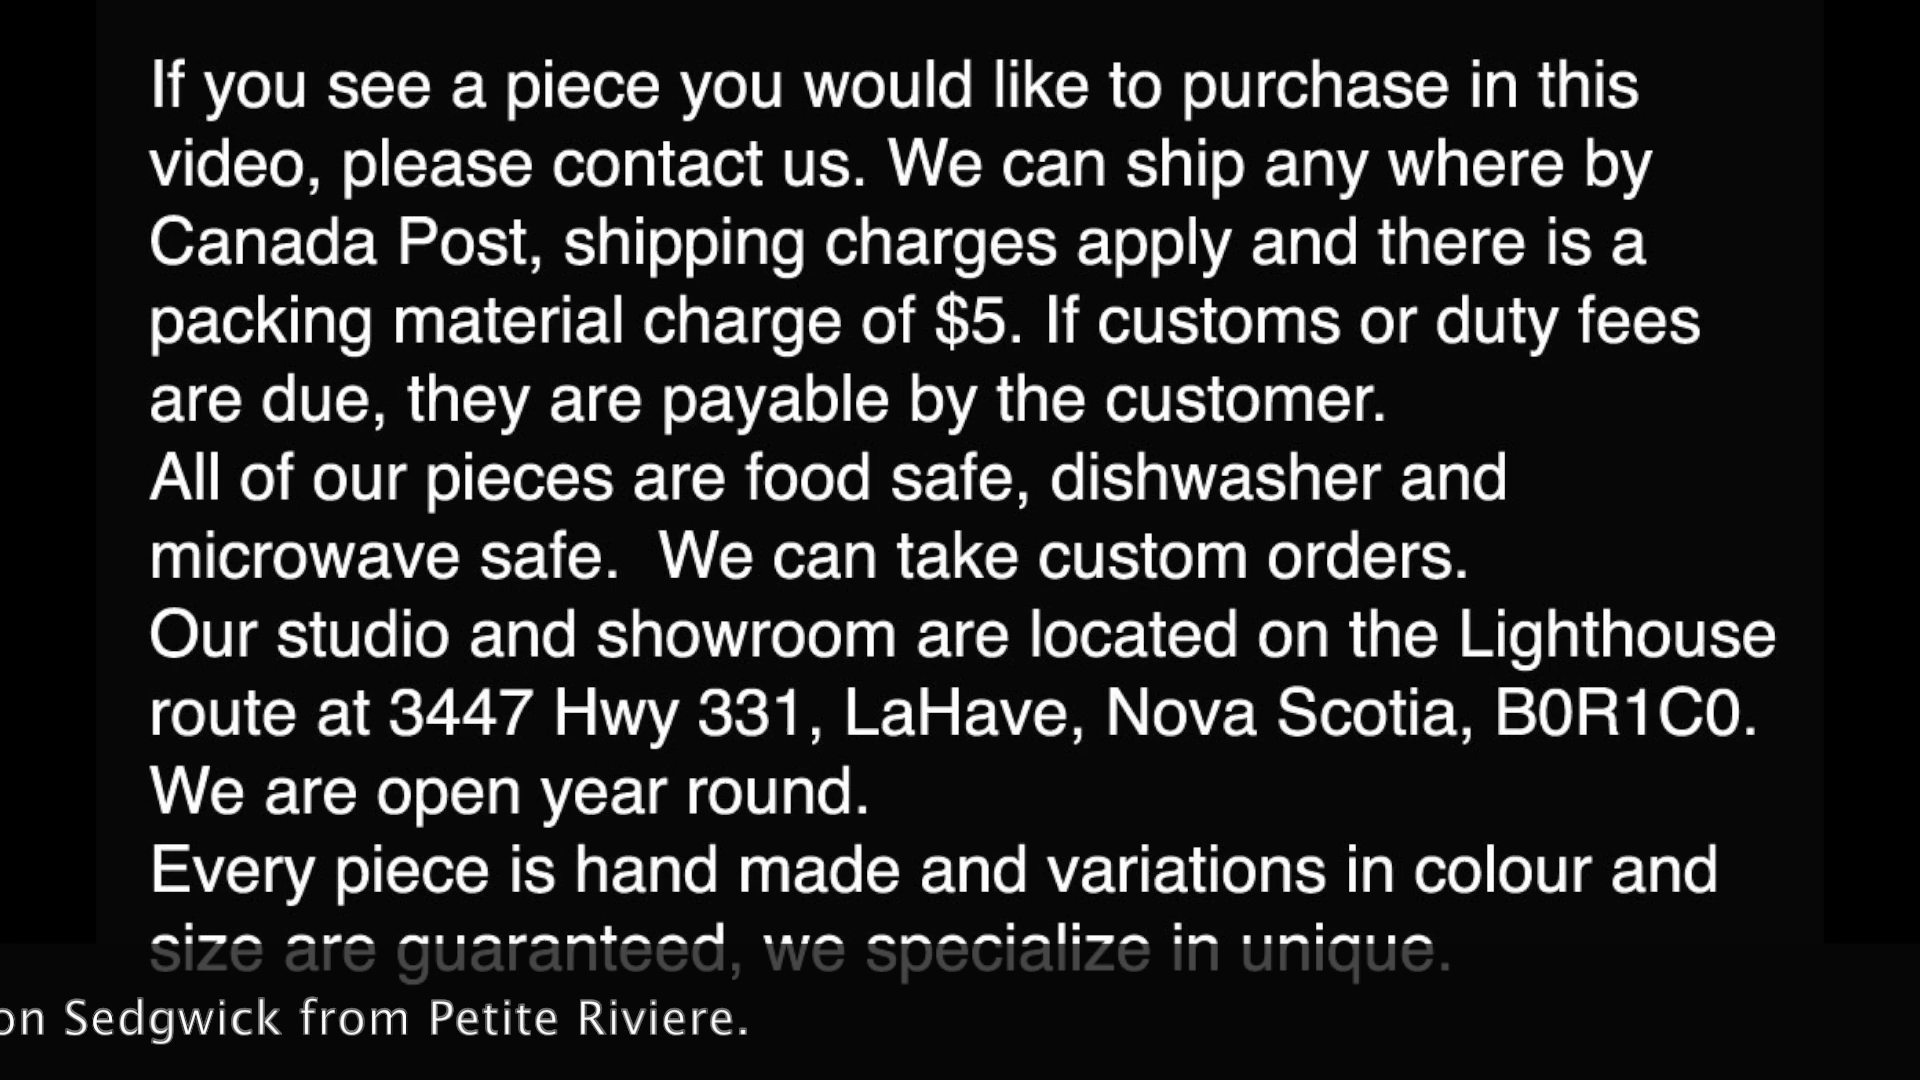 If you see a piece you would like to purchase in this
video, please contact us. We can ship any where by
Canada Post, shipping charges apply and there is a
packing material charge of $5. If customs or duty fees
are due, they are payable by the customer.
All of our pieces are food safe, dishwasher and
microwave safe.  We can take custom orders.
Our studio and showroom are located on the Lighthouse
route at 3447 Hwy 331, LaHave, Nova Scotia, B0R1C0.
We are open year round.
Every piece is hand made and variations in colour and
size are guaranteed, we specialize in unique.
on Sedgwick from Petite Riviere.